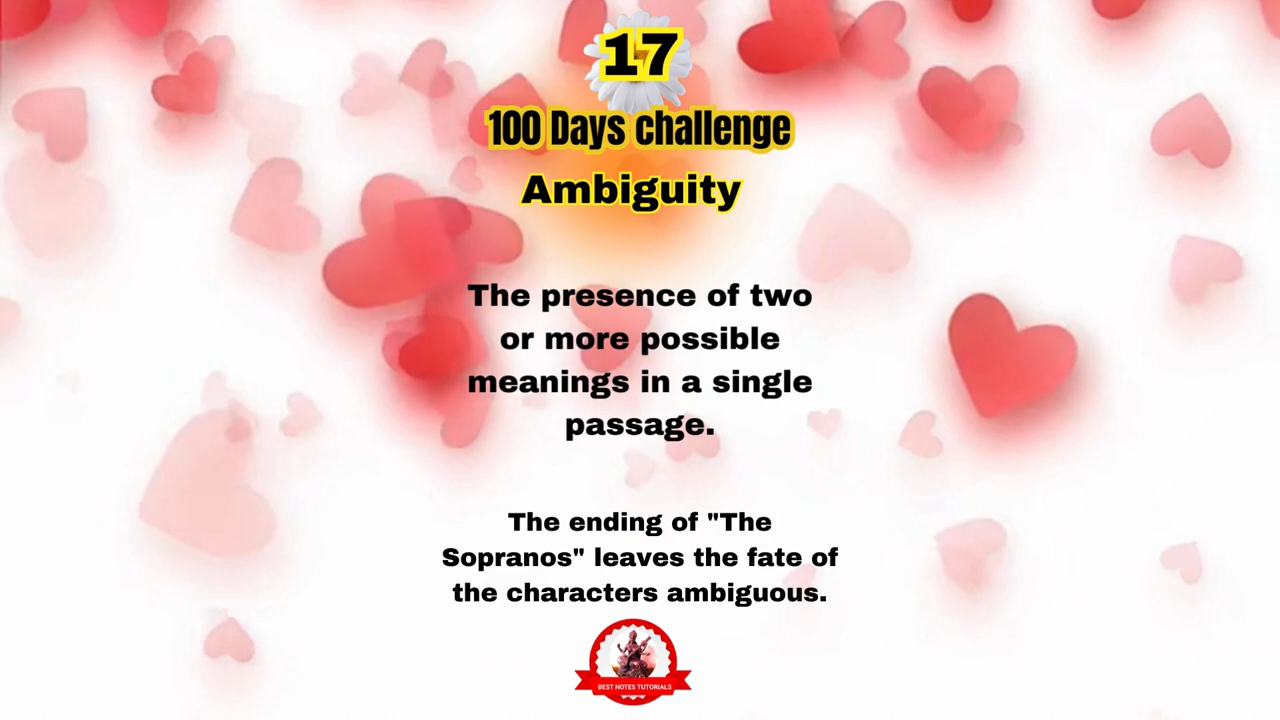 17
100 Days challenge
Ambiguity
The presence of two
or more possible
meanings in a single
passage.
The ending of "The
Sopranos" leaves the fate of
the characters ambiguous.
BEST NOTES TUTORIALS